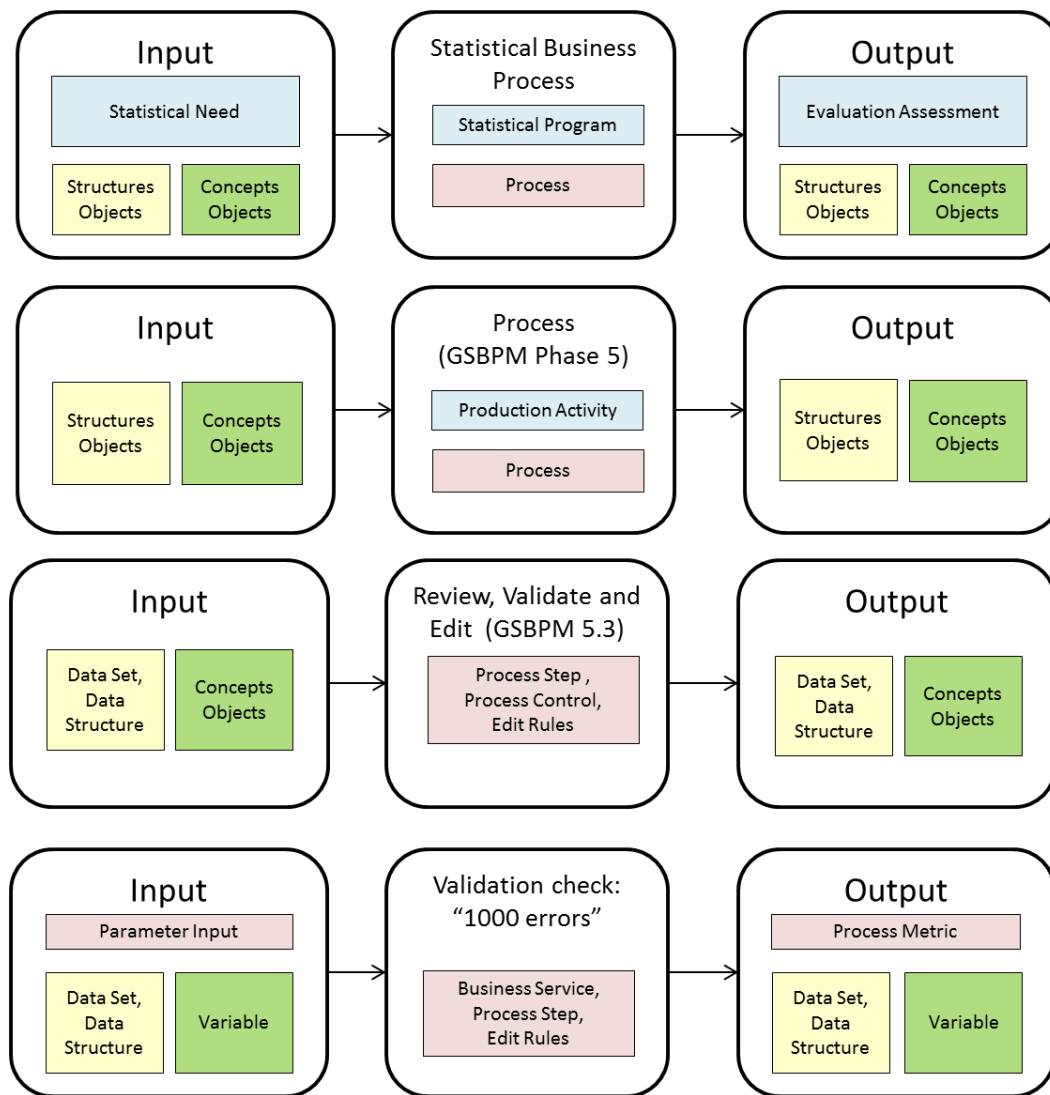 Input
Statistical Need
Structures
Objects
Concepts
Objects
Statistical Business
Process
Statistical Program
Process
Output
Evaluation Assessment
Structures
Objects
Concepts
Objects
Input
Structures
Objects
Concepts
Objects
Process
(GSBPM Phase 5)
Production Activity
Process
Output
Structures
Objects
Concepts
Objects
Input
Data Set,
Data
Structure
Concepts
Objects
Review, Validate and
Edit (GSBPM 5.3)
Process Step ,
Process Control,
Edit Rules
Output
Data Set,
Data
Structure
Concepts
Objects
Input
Parameter Input
Data Set,
Data
Structure
Variable
Validation check:
“1000 errors”
Business Service,
Process Step,
Edit Rules
Output
Process Metric
Data Set,
Data
Structure
Variable